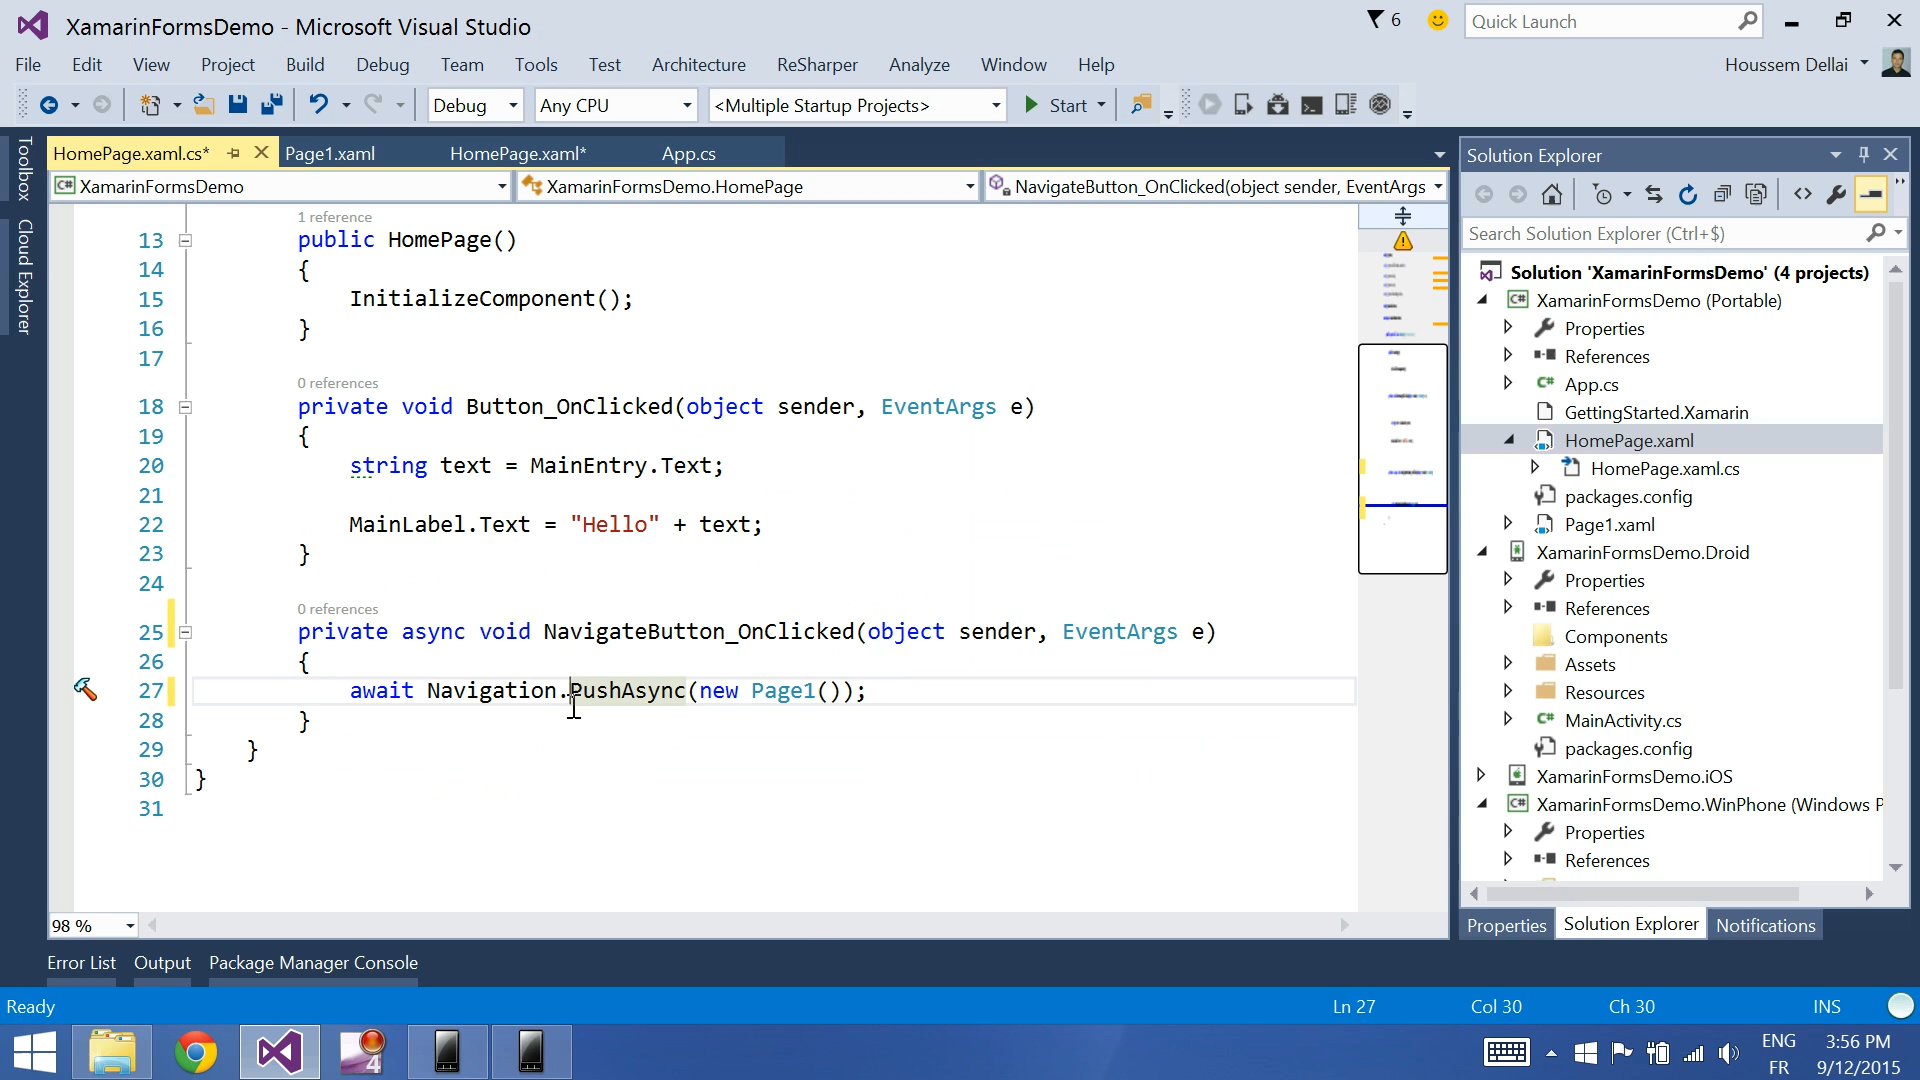 XamarinFormsDemo - Microsoft Visual Studio
6
Quick Launch
File Edit View Project Build Debug Team Tools Test Architecture ReSharper Analyze Window Help
Houssem Dellai
Debug Any CPU <Multiple Startup Projects> Start
Toolbox
Cloud Explorer
HomePage.xaml.cs* Page1.xaml HomePage.xaml* App.cs
XamarinFormsDemo XamarinFormsDemo.HomePage NavigateButton_OnClicked(object sender, EventArgs
1 reference
13 public HomePage()
14 {
15 InitializeComponent();
16 }
17
0 references
18 private void Button_OnClicked(object sender, EventArgs e)
19 {
20 string text = MainEntry.Text;
21
22 MainLabel.Text = "Hello" + text;
23 }
24
0 references
25 private async void NavigateButton_OnClicked(object sender, EventArgs e)
26 {
27 await Navigation.PushAsync(new Page1());
28 }
29 }
30 }
31
98 %
Solution Explorer
Search Solution Explorer (Ctrl+$)
Solution 'XamarinFormsDemo' (4 projects)
XamarinFormsDemo (Portable)
Properties
References
App.cs
GettingStarted.Xamarin
HomePage.xaml
HomePage.xaml.cs
packages.config
Page1.xaml
XamarinFormsDemo.Droid
Properties
References
Components
Assets
Resources
MainActivity.cs
packages.config
XamarinFormsDemo.iOS
XamarinFormsDemo.WinPhone (Windows P
Properties
References
Properties Solution Explorer Notifications
Error List Output Package Manager Console
Ready Ln 27 Col 30 Ch 30 INS
4
ENG 3:56 PM
FR 9/12/2015